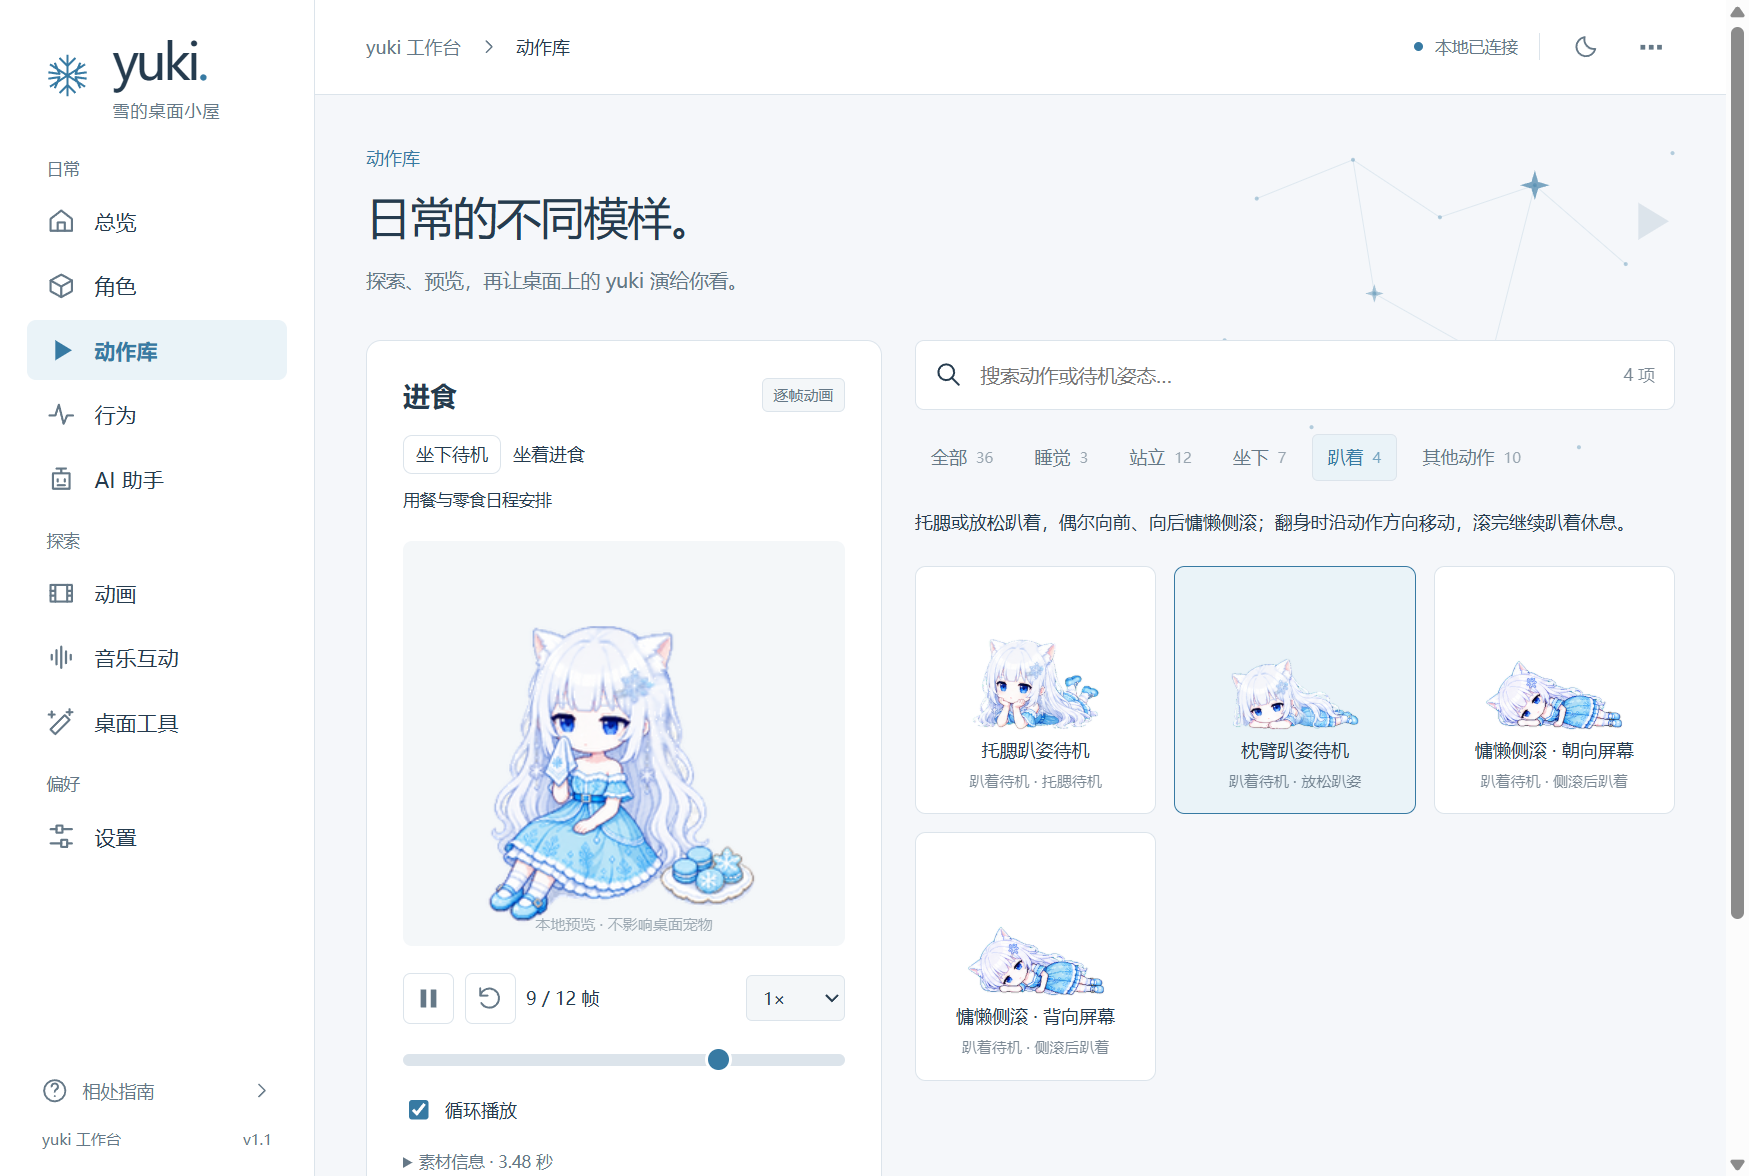 yuki.
雪的桌面小屋
日常
总览
角色
动作库
行为
AI 助手
探索
动画
音乐互动
桌面工具
偏好
设置
相处指南
yuki 工作台 v1.1
yuki 工作台 动作库
本地已连接
动作库
日常的不同模样。
探索、预览，再让桌面上的 yuki 演给你看。
进食 逐帧动画
坐下待机 坐着进食
用餐与零食日程安排
本地预览 · 不影响桌面宠物
9 / 12 帧 1×
循环播放
素材信息 · 3.48 秒
搜索动作或待机姿态... 4 项
全部 36 睡觉 3 站立 12 坐下 7 趴着 4 其他动作 10
托腮或放松趴着，偶尔向前、向后慵懒侧滚；翻身时沿动作方向移动，滚完继续趴着休息。
托腮趴姿待机
趴着待机 · 托腮待机
枕臂趴姿待机
趴着待机 · 放松趴姿
慵懒侧滚 · 朝向屏幕
趴着待机 · 侧滚后趴着
慵懒侧滚 · 背向屏幕
趴着待机 · 侧滚后趴着